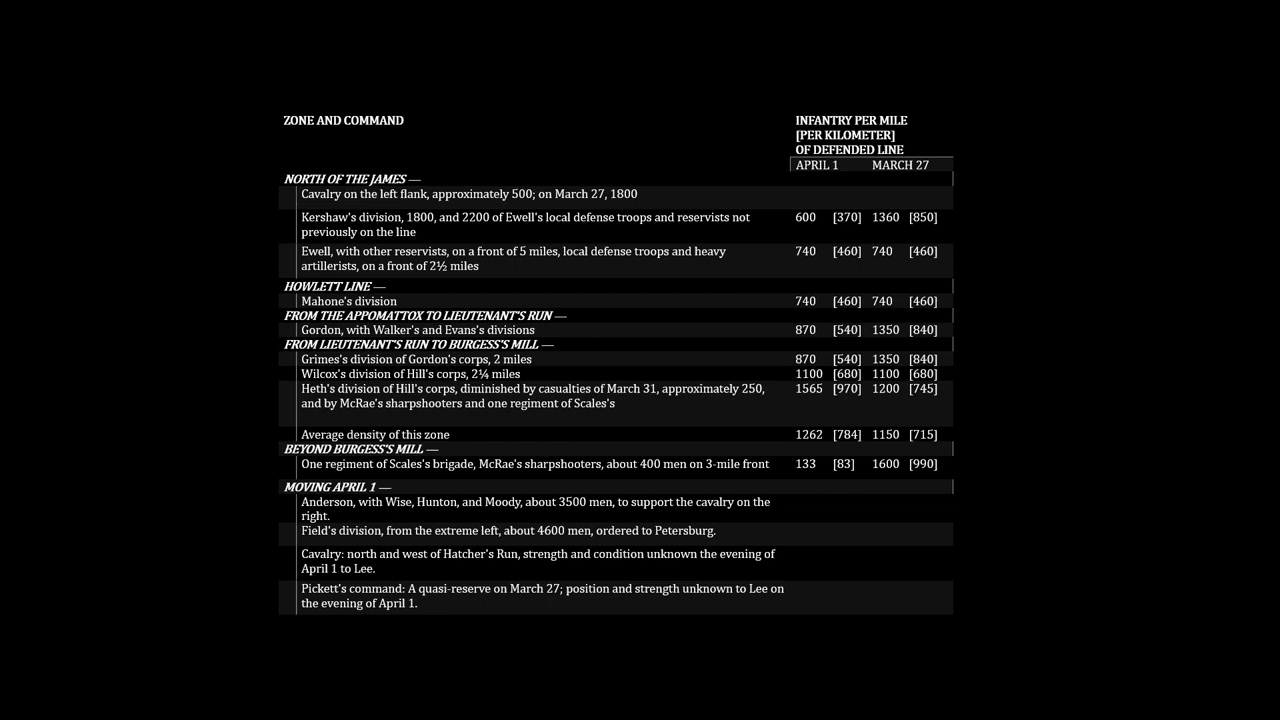 ZONE AND COMMAND
INFANTRY PER MILE
[PER KILOMETER]
OF DEFENDED LINE
APRIL 1 MARCH 27
NORTH OF THE JAMES —
Cavalry on the left flank, approximately 500; on March 27, 1800
Kershaw's division, 1800, and 2200 of Ewell's local defense troops and reservists not
previously on the line
600 [370] 1360 [850]
Ewell, with other reservists, on a front of 5 miles, local defense troops and heavy
artillerists, on a front of 2½ miles
740 [460] 740 [460]
HOWLETT LINE —
Mahone's division 740 [460] 740 [460]
FROM THE APPOMATTOX TO LIEUTENANT'S RUN —
Gordon, with Walker's and Evans's divisions 870 [540] 1350 [840]
FROM LIEUTENANT'S RUN TO BURGESS'S MILL —
Grimes's division of Gordon's corps, 2 miles 870 [540] 1350 [840]
Wilcox's division of Hill's corps, 2¼ miles 1100 [680] 1100 [680]
Heth's division of Hill's corps, diminished by casualties of March 31, approximately 250,
and by McRae's sharpshooters and one regiment of Scales's
1565 [970] 1200 [745]
Average density of this zone 1262 [784] 1150 [715]
BEYOND BURGESS'S MILL —
One regiment of Scales's brigade, McRae's sharpshooters, about 400 men on 3-mile front 133 [83] 1600 [990]
MOVING APRIL 1 —
Anderson, with Wise, Hunton, and Moody, about 3500 men, to support the cavalry on the
right.
Field's division, from the extreme left, about 4600 men, ordered to Petersburg.
Cavalry: north and west of Hatcher's Run, strength and condition unknown the evening of
April 1 to Lee.
Pickett's command: A quasi-reserve on March 27; position and strength unknown to Lee on
the evening of April 1.